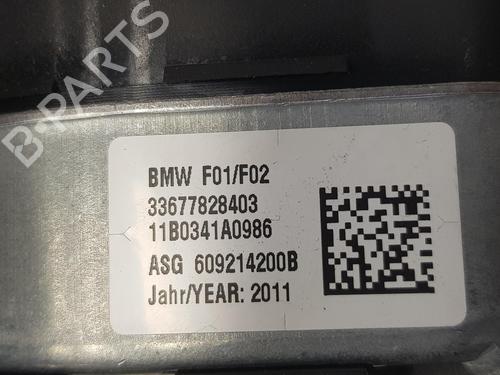 B-PARTS
BMW F01/F02
33677828403
11B0341A0986
ASG 609214200B
Jahr/YEAR: 2011